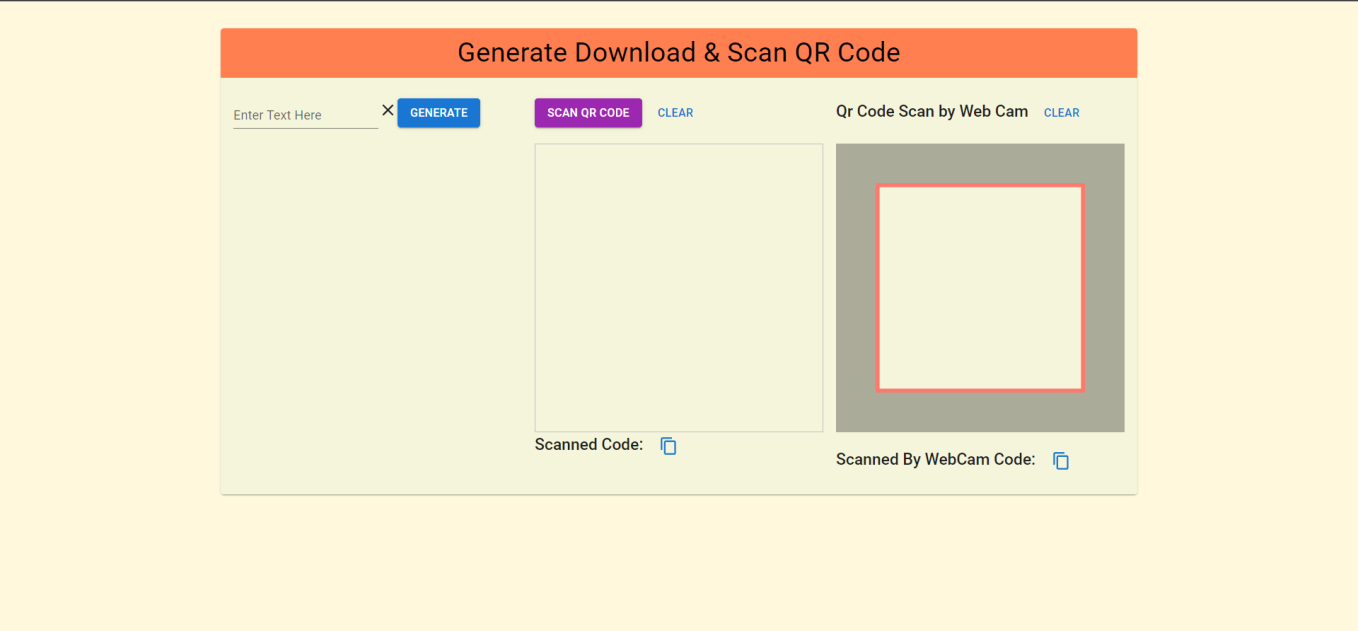 Generate Download & Scan QR Code
Enter Text Here
GENERATE
SCAN QR CODE
CLEAR
Qr Code Scan by Web Cam
CLEAR
Scanned Code:
Scanned By WebCam Code: